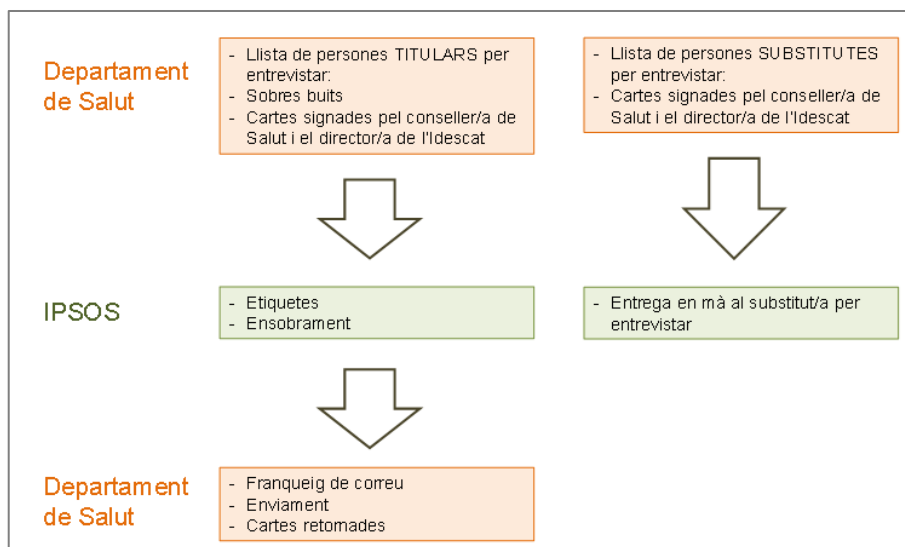 Departament
de Salut
- Llista de persones TITULARS per
entrevistar:
- Sobres buits
- Cartes signades pel conseller/a de
Salut i el director/a de l'Idescat
- Llista de persones SUBSTITUTES
per entrevistar:
- Cartes signades pel conseller/a de
Salut i el director/a de l'Idescat
IPSOS
- Etiquetes
- Ensobrament
- Entrega en mà al substitut/a per
entrevistar
Departament
de Salut
- Franqueig de correu
- Enviament
- Cartes retornades